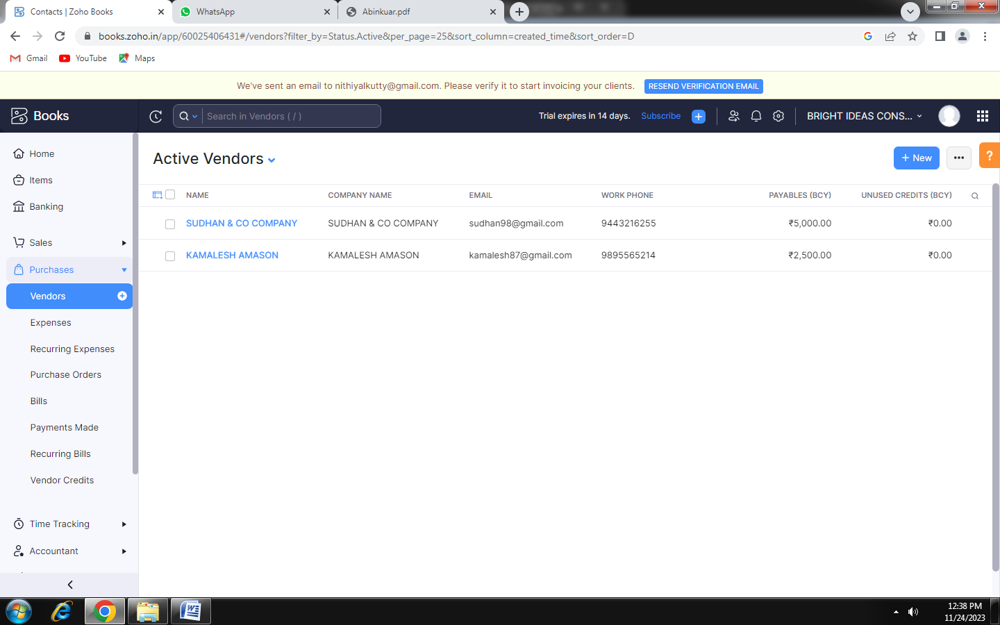 Contacts | Zoho Books
WhatsApp
Abinkuar.pdf
books.zoho.in/app/60025406431#/vendors?filter_by=Status.Active&per_page=25&sort_column=created_time&sort_order=D
Gmail YouTube Maps
We've sent an email to nithiyalkutty@gmail.com. Please verify it to start invoicing your clients. RESEND VERIFICATION EMAIL
Books
Search in Vendors ( / )
Trial expires in 14 days. Subscribe
BRIGHT IDEAS CONS...
Home
Items
Banking
Sales
Purchases
Vendors
Expenses
Recurring Expenses
Purchase Orders
Bills
Payments Made
Recurring Bills
Vendor Credits
Time Tracking
Accountant
Active Vendors
+ New
?
NAME COMPANY NAME EMAIL WORK PHONE PAYABLES (BCY) UNUSED CREDITS (BCY)
SUDHAN & CO COMPANY SUDHAN & CO COMPANY sudhan98@gmail.com 9443216255 ₹5,000.00 ₹0.00
KAMALESH AMASON KAMALESH AMASON kamalesh87@gmail.com 9895565214 ₹2,500.00 ₹0.00
12:38 PM
11/24/2023